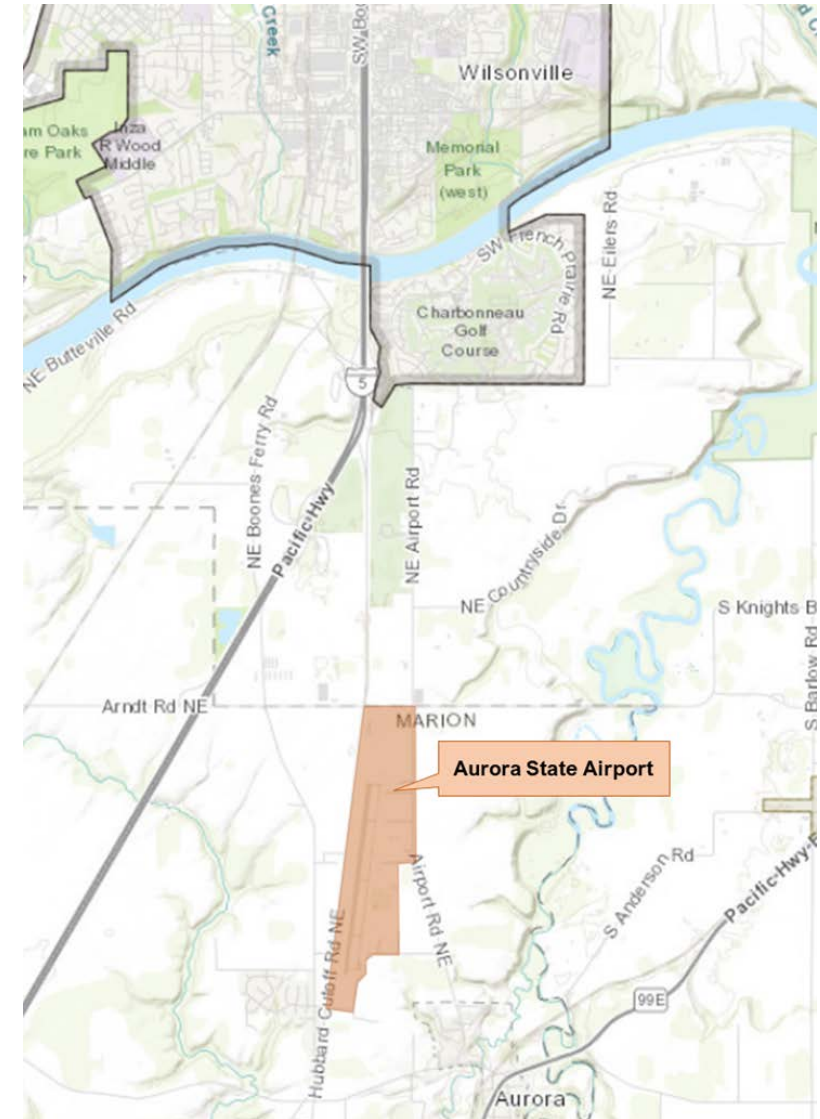 Creek
SW Bo
Wilsonville
am Oaks
re Park
Inza
R Wood
Middle
Memorial
Park
(west)
SW French Prairie Rd
NE Eilers Rd
Charbonneau
Golf
Course
NE Butteville Rd
5
NE Boones Ferry Rd
Pacific Hwy
NE Airport Rd
NE Countryside Dr
S Knights B
S Barlow Rd
Arndt Rd NE
MARION
Aurora State Airport
Airport Rd NE
S Anderson Rd
Pacific-Hwy-E
Hubbard Cutoff Rd NE
99E
Aurora